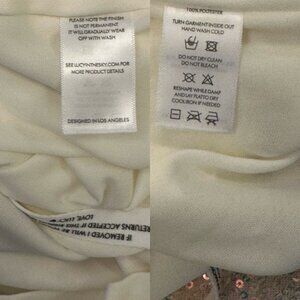 PLEASE NOTE THE FINISH
IS NOT PERMANENT
IT WILL GRADUALLY WEAR
OFF WITH WASH
SEE LUCYINTHESKY.COM FOR
MORE PRODUCT DETAILS
DESIGNED IN LOS ANGELES
LOVE, LUCY
RETURNS ACCEPTED IF THIS
IF REMOVED I WILL
100% POLYESTER
TURN GARMENT INSIDE OUT
HAND WASH COLD
DO NOT DRY CLEAN
DO NOT BLEACH
RESHAPE WHILE DAMP
AND LAY FLAT TO DRY
COOL IRON IF NEEDED